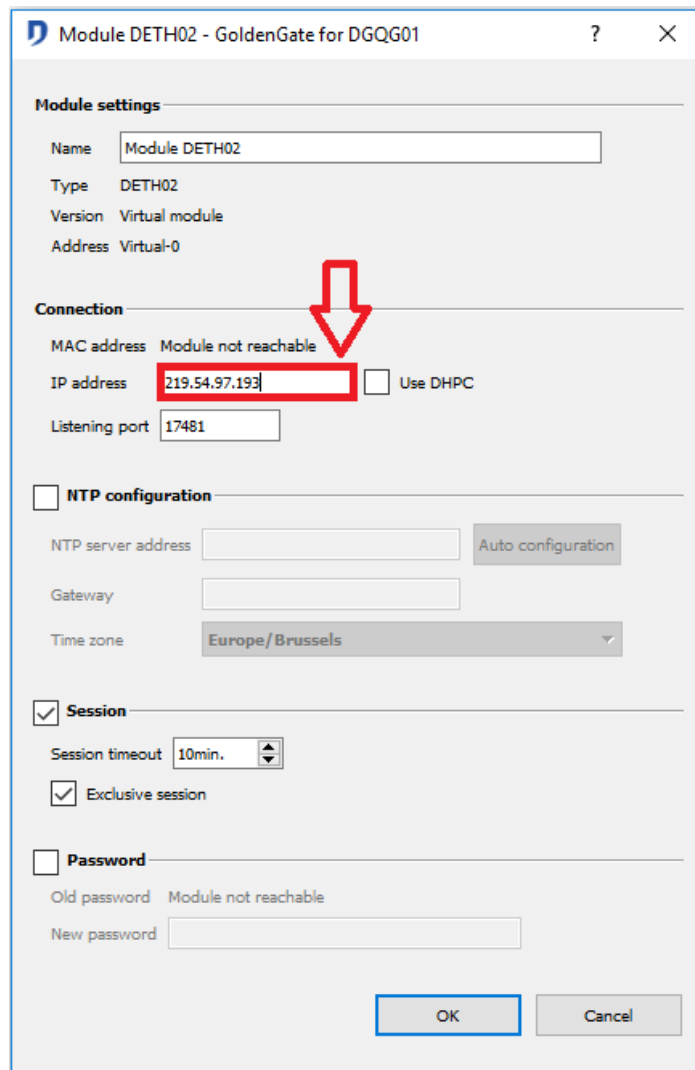 Module DETH02 - GoldenGate for DGQG01 ? ×
Module settings
Name Module DETH02
Type DETH02
Version Virtual module
Address Virtual-0
Connection
MAC address Module not reachable
IP address 219.54.97.193 Use DHPC
Listening port 17481
NTP configuration
NTP server address Auto configuration
Gateway
Time zone Europe/Brussels
Session
Session timeout 10min.
Exclusive session
Password
Old password Module not reachable
New password
OK Cancel